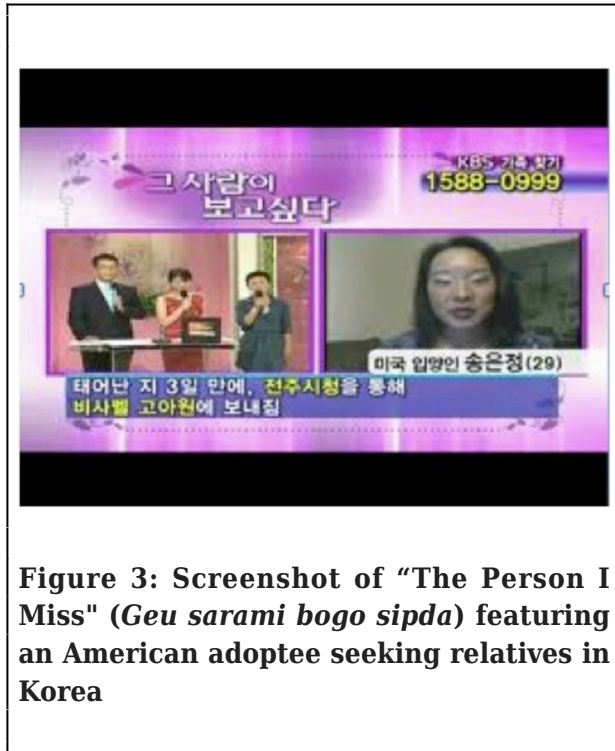 KBS 가족 찾기
1588-0999
그 사람이
보고싶다
미국 입양인 송은정(29)
태어난 지 3일 만에, 전주시청을 통해
비사벨 고아원에 보내짐
Figure 3: Screenshot of “The Person I
Miss" (Geu sarami bogo sipda) featuring
an American adoptee seeking relatives in
Korea